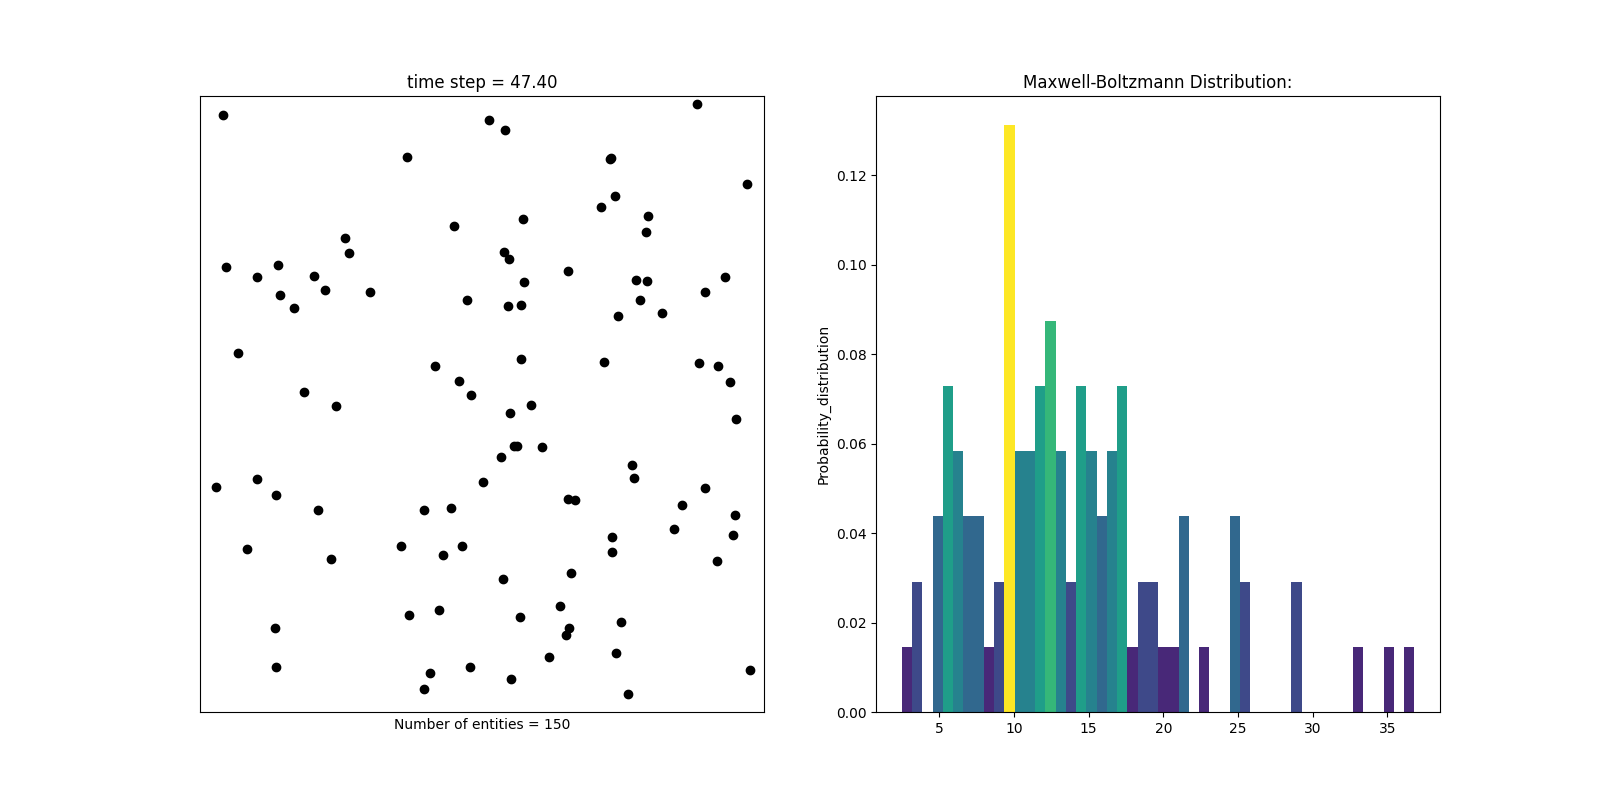 time step = 47.40
Number of entities = 150
Maxwell-Boltzmann Distribution:
Probability_distribution
0.12
0.10
0.08
0.06
0.04
0.02
0.00
5 10 15 20 25 30 35